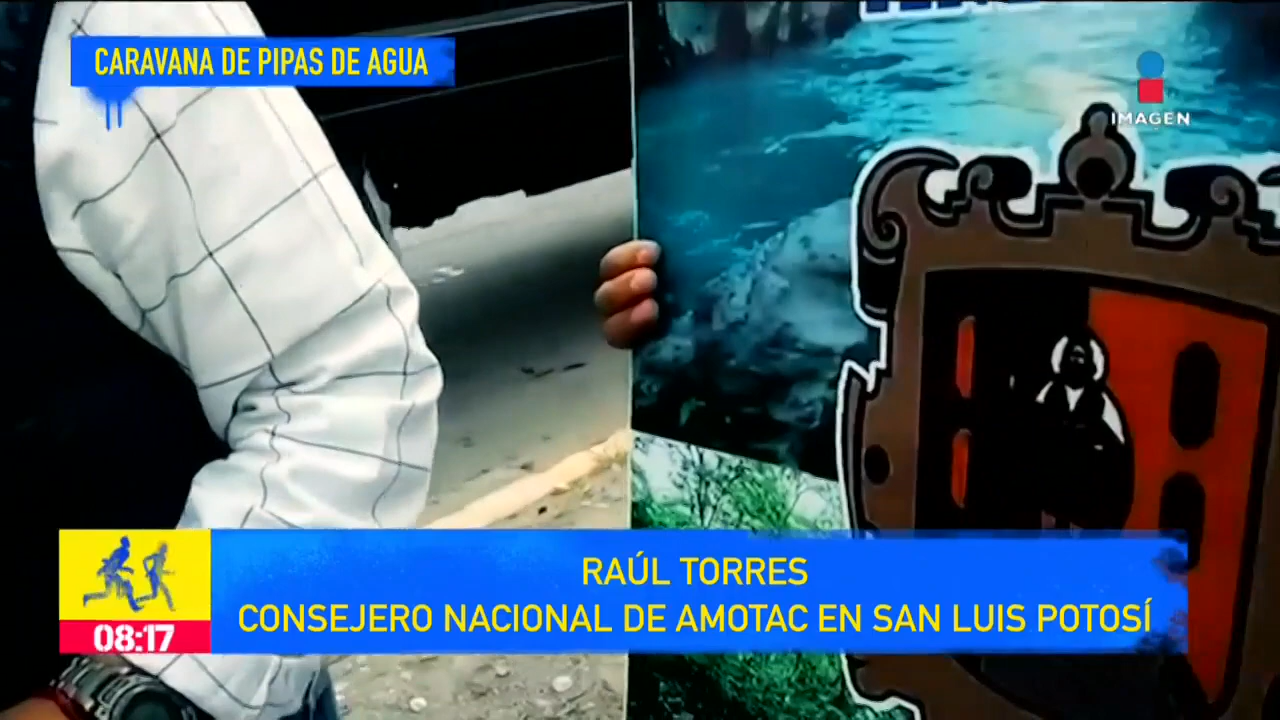 CARAVANA DE PIPAS DE AGUA
IMAGEN
RAÚL TORRES
CONSEJERO NACIONAL DE AMOTAC EN SAN LUIS POTOSÍ
08:17